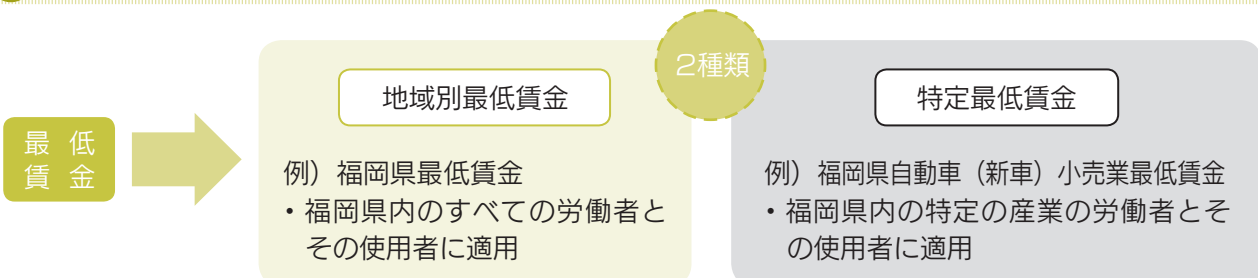 最低
賃金
2種類
地域別最低賃金
例）福岡県最低賃金
・福岡県内のすべての労働者と
その使用者に適用
特定最低賃金
例）福岡県自動車（新車）小売業最低賃金
・福岡県内の特定の産業の労働者とそ
の使用者に適用